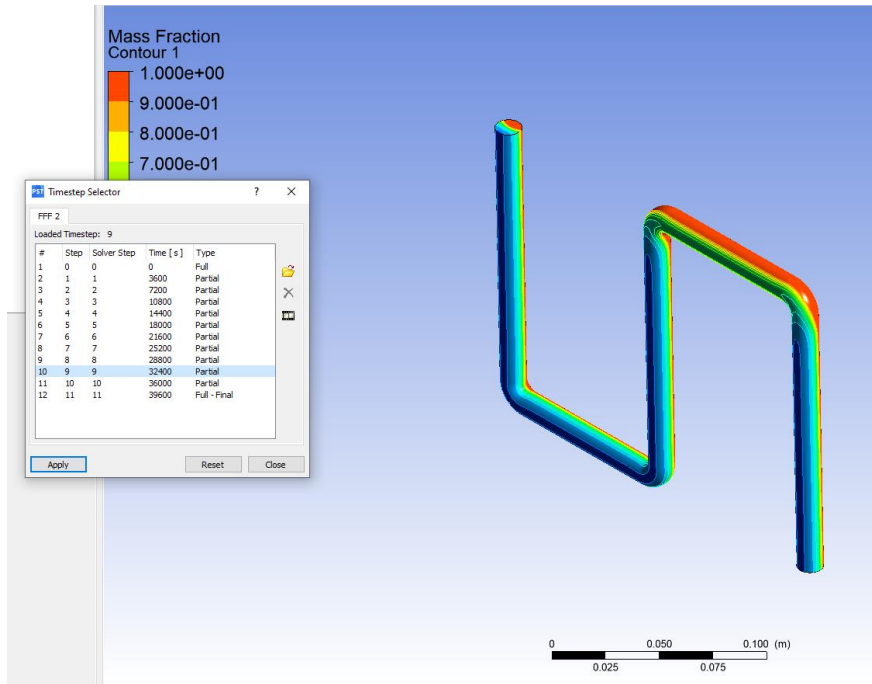 Mass Fraction
Contour 1
1.000e+00
9.000e-01
8.000e-01
7.000e-01
PST Timestep Selector ? ×
FFF 2
Loaded Timestep: 9
# Step Solver Step Time [ s ] Type
1 0 0 0 Full
2 1 1 3600 Partial
3 2 2 7200 Partial
4 3 3 10800 Partial
5 4 4 14400 Partial
6 5 5 18000 Partial
7 6 6 21600 Partial
8 7 7 25200 Partial
9 8 8 28800 Partial
10 9 9 32400 Partial
11 10 10 36000 Partial
12 11 11 39600 Full - Final
Apply Reset Close
0 0.050 0.100 (m)
0.025 0.075